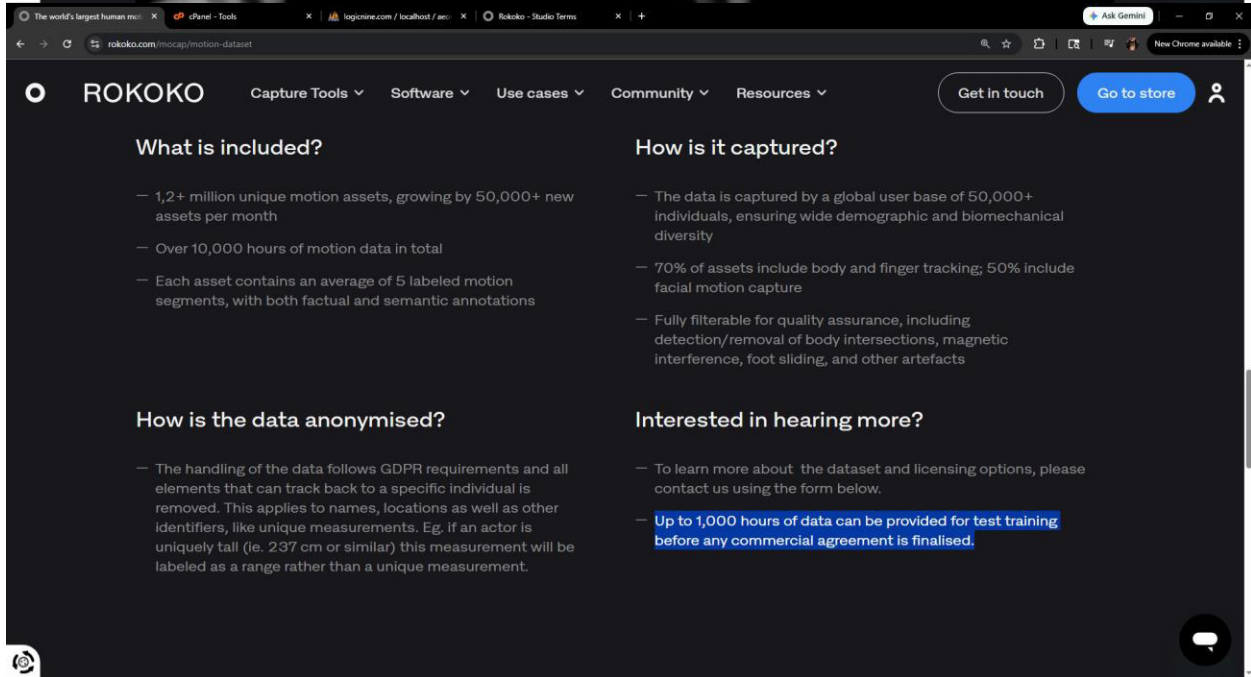 The world's largest human mot
cPanel - Tools
logicnine.com / localhost / aec
Rokoko - Studio Terms
Ask Gemini
rokoko.com/mocap/motion-dataset
New Chrome available
ROKOKO
Capture Tools
Software
Use cases
Community
Resources
Get in touch
Go to store
What is included?
— 1,2+ million unique motion assets, growing by 50,000+ new
assets per month
— Over 10,000 hours of motion data in total
— Each asset contains an average of 5 labeled motion
segments, with both factual and semantic annotations
How is it captured?
— The data is captured by a global user base of 50,000+
individuals, ensuring wide demographic and biomechanical
diversity
— 70% of assets include body and finger tracking; 50% include
facial motion capture
— Fully filterable for quality assurance, including
detection/removal of body intersections, magnetic
interference, foot sliding, and other artefacts
How is the data anonymised?
— The handling of the data follows GDPR requirements and all
elements that can track back to a specific individual is
removed. This applies to names, locations as well as other
identifiers, like unique measurements. Eg. if an actor is
uniquely tall (ie. 237 cm or similar) this measurement will be
labeled as a range rather than a unique measurement.
Interested in hearing more?
— To learn more about the dataset and licensing options, please
contact us using the form below.
— Up to 1,000 hours of data can be provided for test training
before any commercial agreement is finalised.